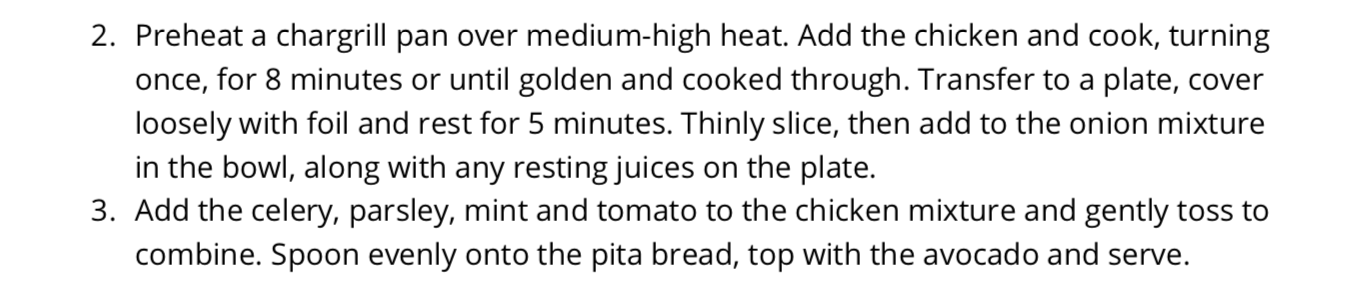 2. Preheat a chargrill pan over medium-high heat. Add the chicken and cook, turning
once, for 8 minutes or until golden and cooked through. Transfer to a plate, cover
loosely with foil and rest for 5 minutes. Thinly slice, then add to the onion mixture
in the bowl, along with any resting juices on the plate.
3. Add the celery, parsley, mint and tomato to the chicken mixture and gently toss to
combine. Spoon evenly onto the pita bread, top with the avocado and serve.